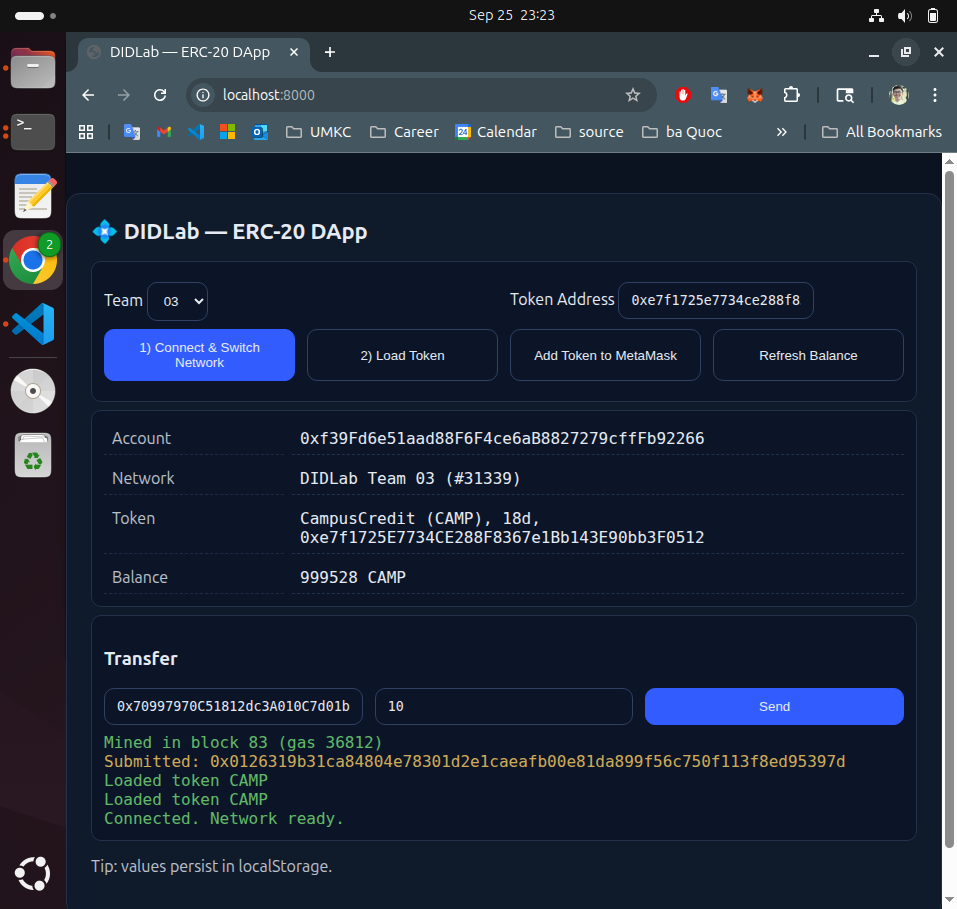 Sep 25 23:23
DIDLab — ERC-20 DApp
localhost:8000
UMKC
Career
24 Calendar
source
ba Quoc
»
All Bookmarks
2
DIDLab — ERC-20 DApp
Team 03
Token Address 0xe7f1725e7734ce288f8
1) Connect & Switch
Network
2) Load Token
Add Token to MetaMask
Refresh Balance
Account 0xf39Fd6e51aad88F6F4ce6aB8827279cffFb92266
Network DIDLab Team 03 (#31339)
Token CampusCredit (CAMP), 18d,
0xe7f1725E7734CE288F8367e1Bb143E90bb3F0512
Balance 999528 CAMP
Transfer
0x70997970C51812dc3A010C7d01b
10
Send
Mined in block 83 (gas 36812)
Submitted: 0x0126319b31ca84804e78301d2e1caeafb00e81da899f56c750f113f8ed95397d
Loaded token CAMP
Loaded token CAMP
Connected. Network ready.
Tip: values persist in localStorage.